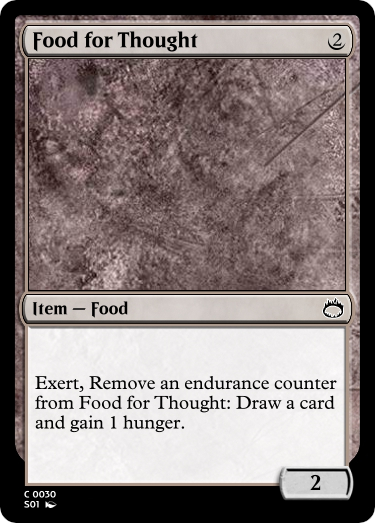 Food for Thought 2
Item — Food
Exert, Remove an endurance counter
from Food for Thought: Draw a card
and gain 1 hunger.
2
C 0030
S01